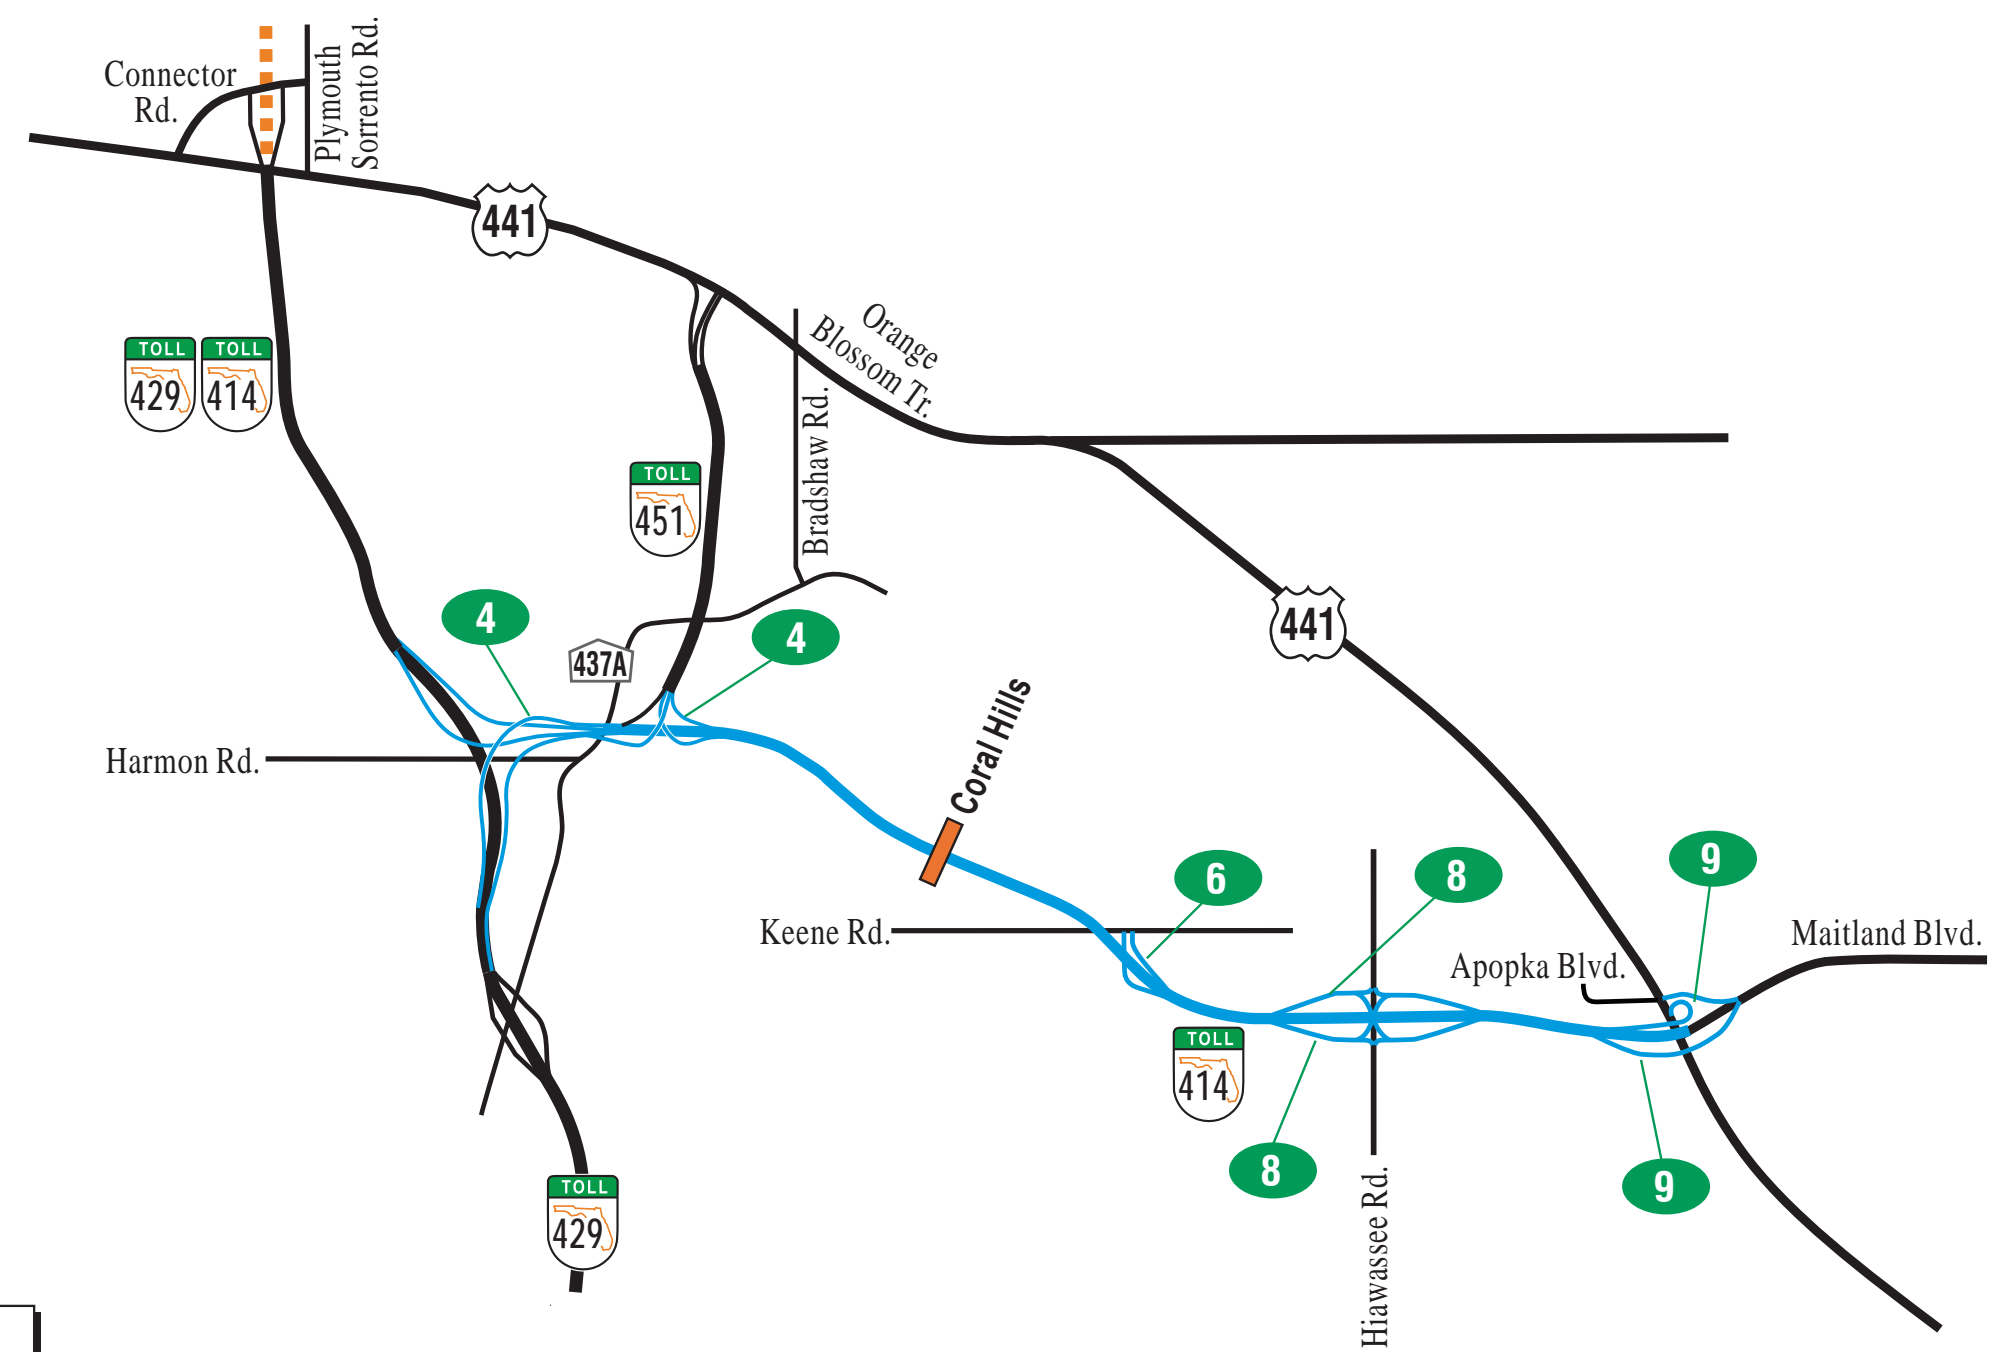 Connector
Rd.
Plymouth
Sorrento Rd.
441
TOLL
429
TOLL
414
Orange
Blossom Tr.
Bradshaw Rd.
TOLL
451
4
4
437A
441
Harmon Rd.
Coral Hills
6
8
9
Keene Rd.
Apopka Blvd.
Maitland Blvd.
TOLL
414
8
9
Hiawassee Rd.
TOLL
429